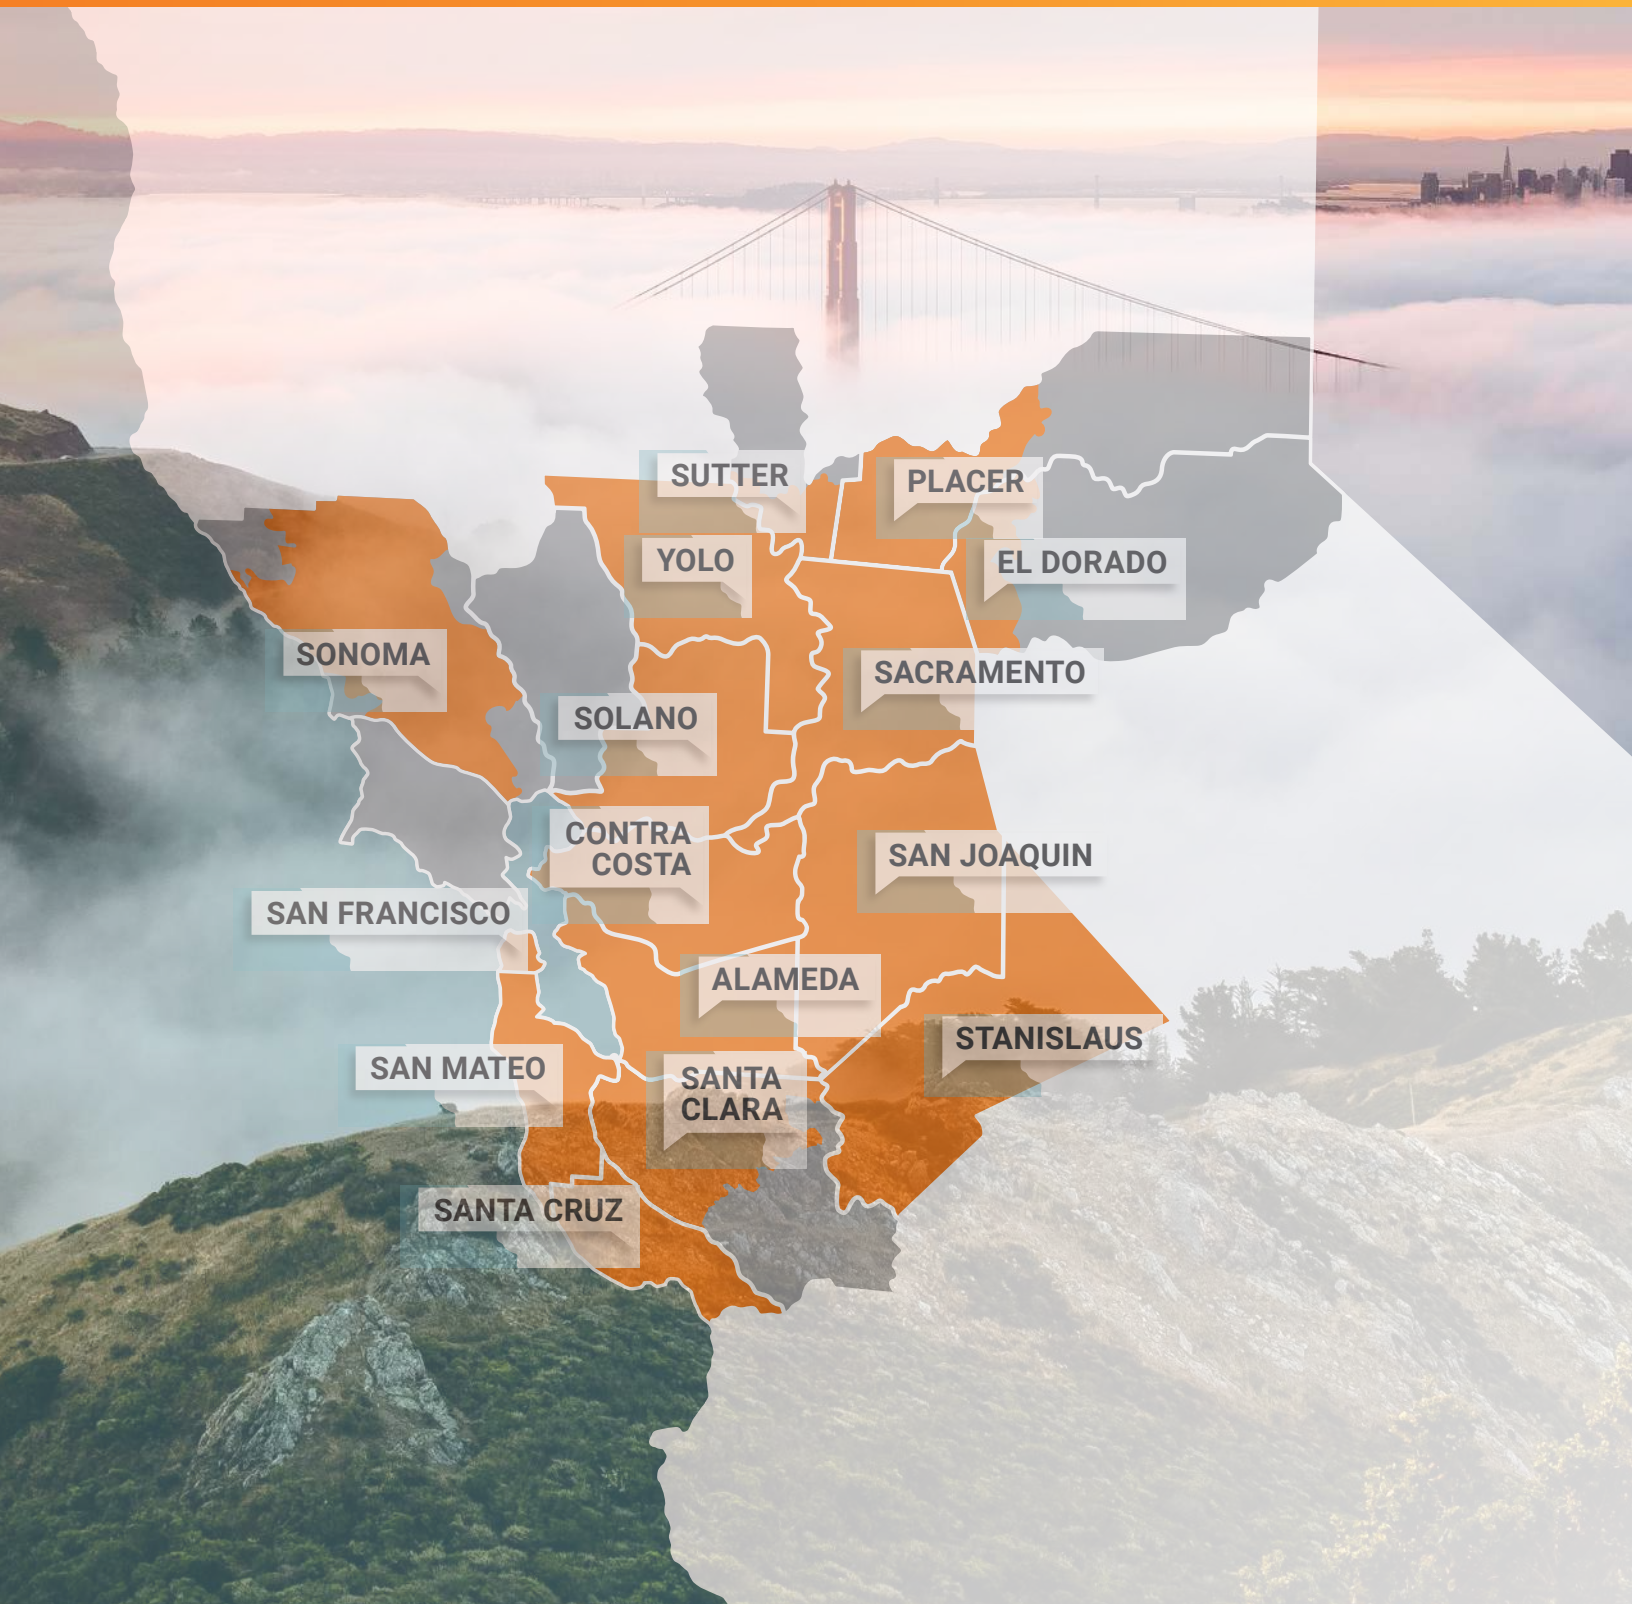 SUTTER
PLACER
YOLO
EL DORADO
SONOMA
SACRAMENTO
SOLANO
CONTRA
COSTA
SAN JOAQUIN
SAN FRANCISCO
ALAMEDA
STANISLAUS
SAN MATEO
SANTA
CLARA
SANTA CRUZ